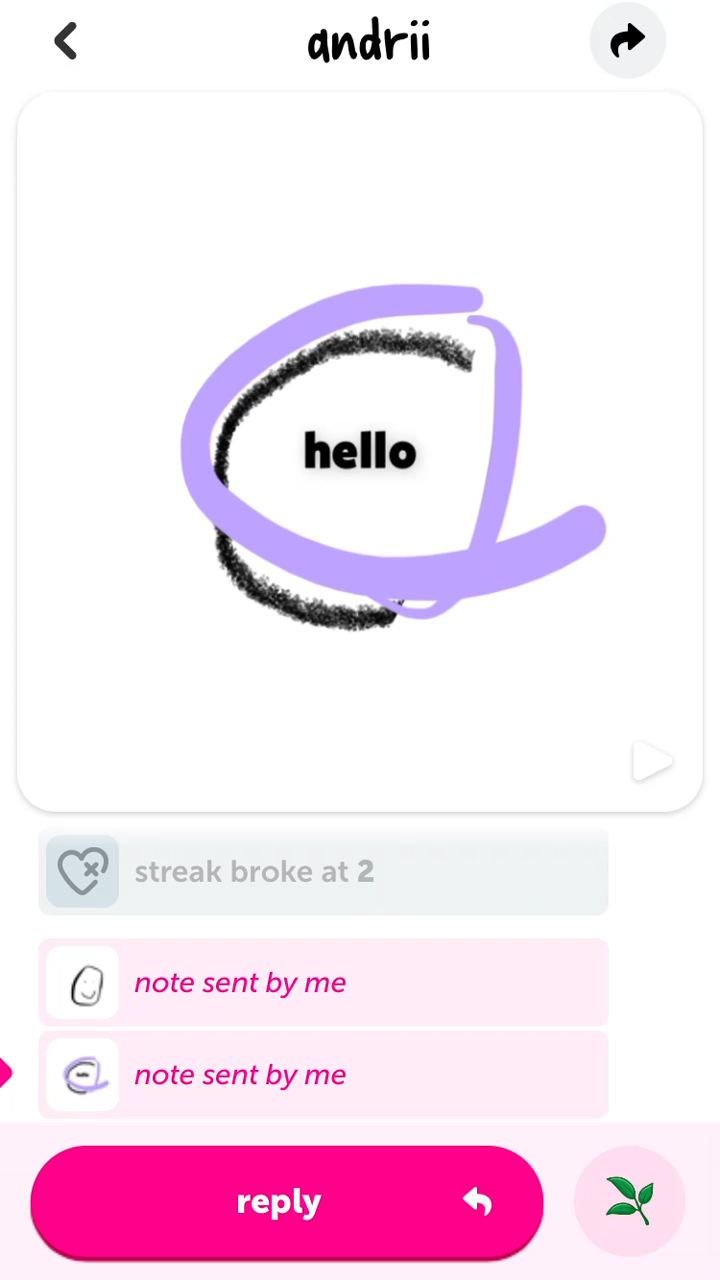 andrii
hello
streak broke at 2
note sent by me
note sent by me
reply